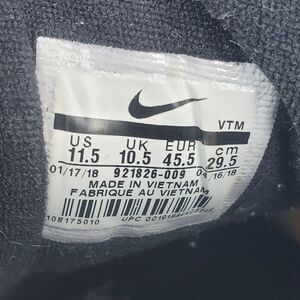 VTM
US UK EUR cm
11.5 10.5 45.5 29.5
01/17/18 921826-009
MADE IN VIETNAM
FABRIQUE AU VIETNAM
UPC